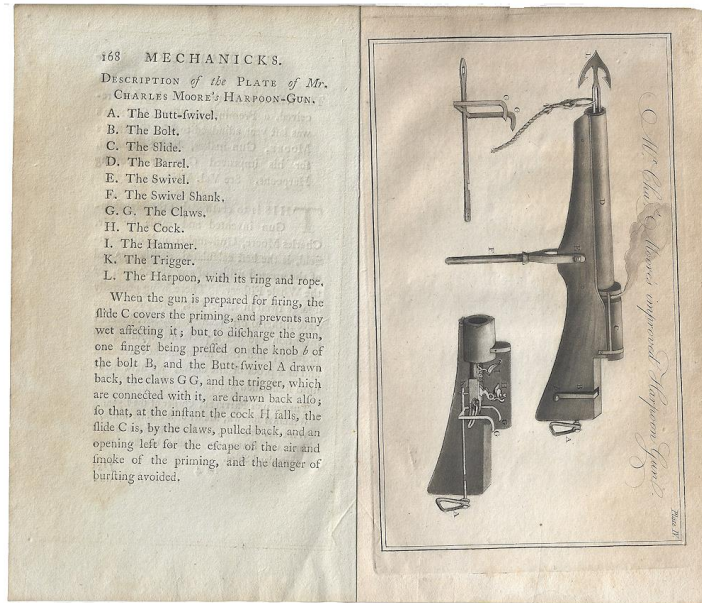 168 MECHANICKS.
DESCRIPTION of the PLATE of Mr.
CHARLES MOORE's HARPOON-GUN.
A. The Butt-ſwivel.
B. The Bolt.
C. The Slide.
D. The Barrel.
E. The Swivel.
F. The Swivel Shank.
G. G. The Claws.
H. The Cock.
I. The Hammer.
K. The Trigger.
L. The Harpoon, with its ring and rope.
When the gun is prepared for firing, the
ſlide C covers the priming, and prevents any
wet affecting it; but to diſcharge the gun,
one finger being preſſed on the knob b of
the bolt B, and the Butt-ſwivel A drawn
back, the claws G G, and the trigger, which
are connected with it, are drawn back alſo;
ſo that, at the inſtant the cock H falls, the
ſlide C is, by the claws, pulled back, and an
opening left for the eſcape of the air and
ſmoke of the priming, and the danger of
burſting avoided.
Mr. Chas. Moore's improved Harpoon Gun.
Plate IV
G
G
D
F
A
C
A